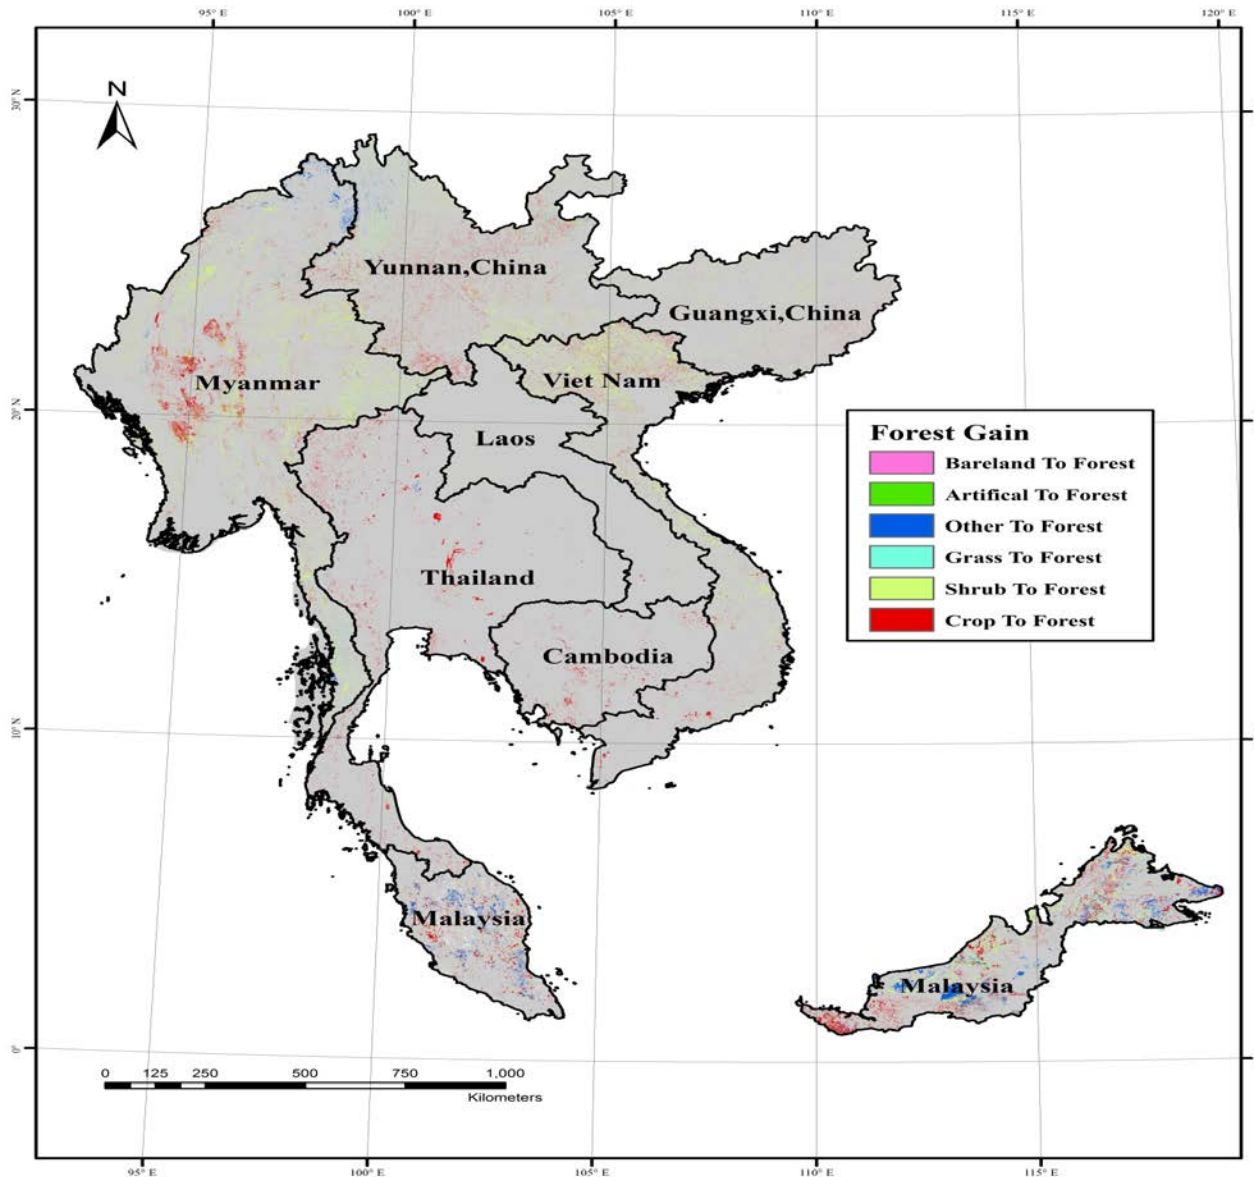 95° E 100° E 105° E 110° E 115° E 120° E
N
30° N
Yunnan,China
Guangxi,China
Myanmar
Viet Nam
20° N
Laos
Forest Gain
Bareland To Forest
Artifical To Forest
Other To Forest
Grass To Forest
Shrub To Forest
Crop To Forest
Thailand
Cambodia
10° N
Malaysia
Malaysia
0°
0 125 250 500 750 1,000
Kilometers
95° E 100° E 105° E 110° E 115° E